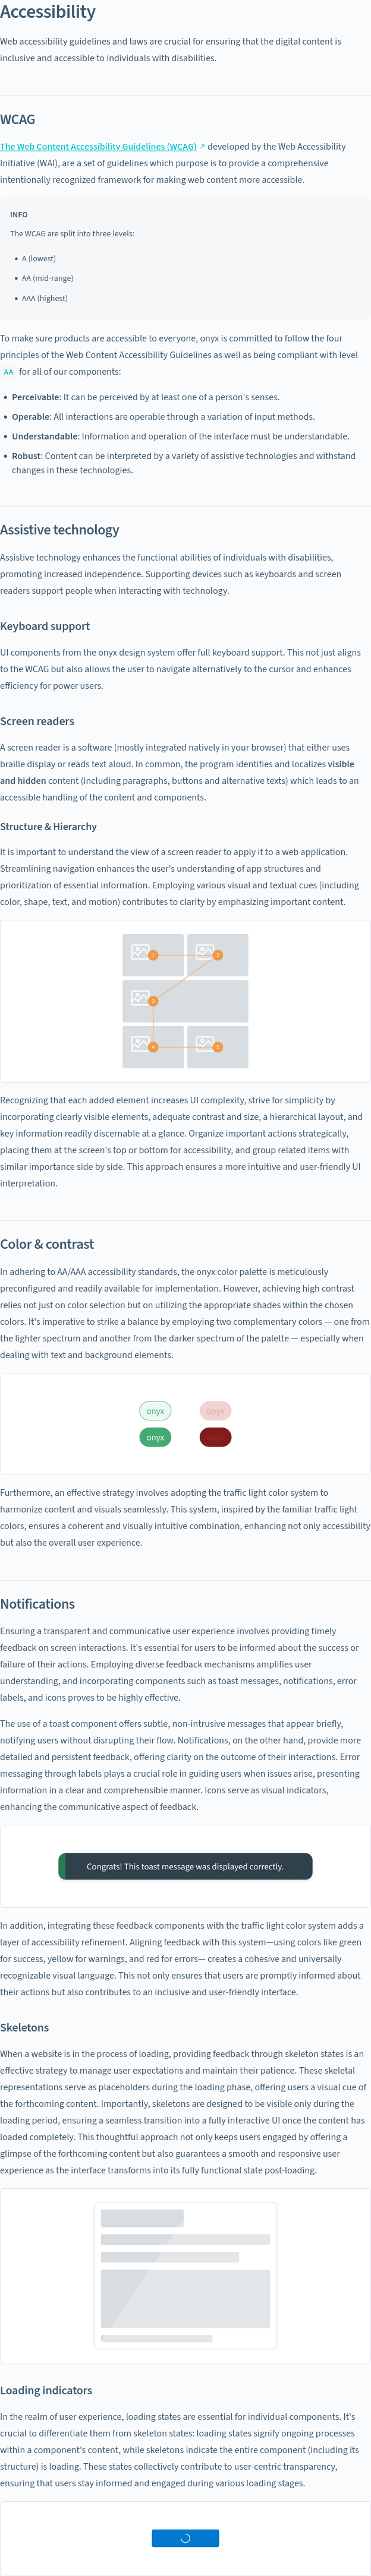 Accessibility
Web accessibility guidelines and laws are crucial for ensuring that the digital content is
inclusive and accessible to individuals with disabilities.
WCAG
The Web Content Accessibility Guidelines (WCAG) ↗ developed by the Web Accessibility
Initiative (WAI), are a set of guidelines which purpose is to provide a comprehensive
intentionally recognized framework for making web content more accessible.
INFO
The WCAG are split into three levels:
• A (lowest)
• AA (mid-range)
• AAA (highest)
To make sure products are accessible to everyone, onyx is committed to follow the four
principles of the Web Content Accessibility Guidelines as well as being compliant with level
AA for all of our components:
• Perceivable: It can be perceived by at least one of a person's senses.
• Operable: All interactions are operable through a variation of input methods.
• Understandable: Information and operation of the interface must be understandable.
• Robust: Content can be interpreted by a variety of assistive technologies and withstand
changes in these technologies.
Assistive technology
Assistive technology enhances the functional abilities of individuals with disabilities,
promoting increased independence. Supporting devices such as keyboards and screen
readers support people when interacting with technology.
Keyboard support
UI components from the onyx design system offer full keyboard support. This not just aligns
to the WCAG but also allows the user to navigate alternatively to the cursor and enhances
efficiency for power users.
Screen readers
A screen reader is a software (mostly integrated natively in your browser) that either uses
braille display or reads text aloud. In common, the program identifies and localizes visible
and hidden content (including paragraphs, buttons and alternative texts) which leads to an
accessible handling of the content and components.
Structure & Hierarchy
It is important to understand the view of a screen reader to apply it to a web application.
Streamlining navigation enhances the user's understanding of app structures and
prioritization of essential information. Employing various visual and textual cues (including
color, shape, text, and motion) contributes to clarity by emphasizing important content.
1
2
3
4
5
Recognizing that each added element increases UI complexity, strive for simplicity by
incorporating clearly visible elements, adequate contrast and size, a hierarchical layout, and
key information readily discernable at a glance. Organize important actions strategically,
placing them at the screen's top or bottom for accessibility, and group related items with
similar importance side by side. This approach ensures a more intuitive and user-friendly UI
interpretation.
Color & contrast
In adhering to AA/AAA accessibility standards, the onyx color palette is meticulously
preconfigured and readily available for implementation. However, achieving high contrast
relies not just on color selection but on utilizing the appropriate shades within the chosen
colors. It's imperative to strike a balance by employing two complementary colors — one from
the lighter spectrum and another from the darker spectrum of the palette — especially when
dealing with text and background elements.
onyx onyx
onyx onyx
Furthermore, an effective strategy involves adopting the traffic light color system to
harmonize content and visuals seamlessly. This system, inspired by the familiar traffic light
colors, ensures a coherent and visually intuitive combination, enhancing not only accessibility
but also the overall user experience.
Notifications
Ensuring a transparent and communicative user experience involves providing timely
feedback on screen interactions. It's essential for users to be informed about the success or
failure of their actions. Employing diverse feedback mechanisms amplifies user
understanding, and incorporating components such as toast messages, notifications, error
labels, and icons proves to be highly effective.
The use of a toast component offers subtle, non-intrusive messages that appear briefly,
notifying users without disrupting their flow. Notifications, on the other hand, provide more
detailed and persistent feedback, offering clarity on the outcome of their interactions. Error
messaging through labels plays a crucial role in guiding users when issues arise, presenting
information in a clear and comprehensible manner. Icons serve as visual indicators,
enhancing the communicative aspect of feedback.
Congrats! This toast message was displayed correctly.
In addition, integrating these feedback components with the traffic light color system adds a
layer of accessibility refinement. Aligning feedback with this system—using colors like green
for success, yellow for warnings, and red for errors— creates a cohesive and universally
recognizable visual language. This not only ensures that users are promptly informed about
their actions but also contributes to an inclusive and user-friendly interface.
Skeletons
When a website is in the process of loading, providing feedback through skeleton states is an
effective strategy to manage user expectations and maintain their patience. These skeletal
representations serve as placeholders during the loading phase, offering users a visual cue of
the forthcoming content. Importantly, skeletons are designed to be visible only during the
loading period, ensuring a seamless transition into a fully interactive UI once the content has
loaded completely. This thoughtful approach not only keeps users engaged by offering a
glimpse of the forthcoming content but also guarantees a smooth and responsive user
experience as the interface transforms into its fully functional state post-loading.
Loading indicators
In the realm of user experience, loading states are essential for individual components. It's
crucial to differentiate them from skeleton states: loading states signify ongoing processes
within a component's content, while skeletons indicate the entire component (including its
structure) is loading. These states collectively contribute to user-centric transparency,
ensuring that users stay informed and engaged during various loading stages.